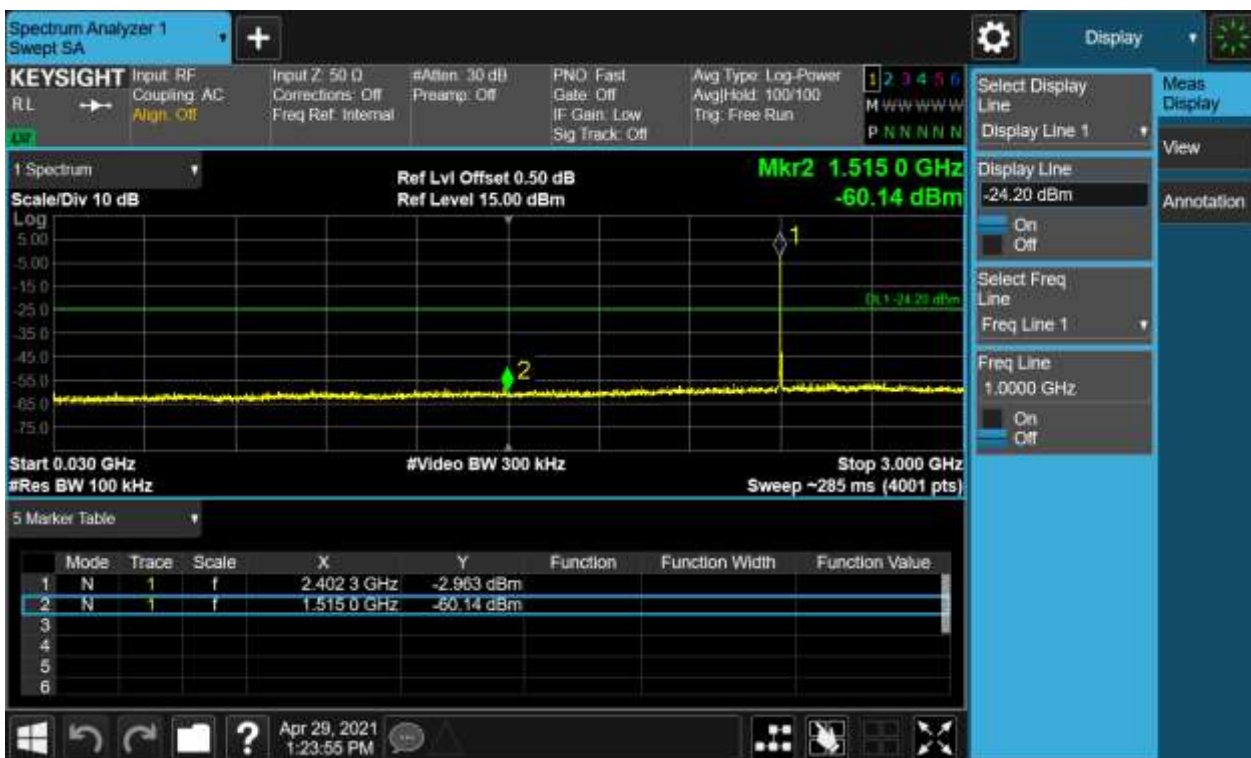 Spectrum Analyzer 1
Swept SA
+
Display
KEYSIGHT
RL
Input: RF
Coupling: AC
Align: Off
Input Z: 50 Ω
Corrections: Off
Freq Ref: Internal
#Atten: 30 dB
Preamp: Off
PNO: Fast
Gate: Off
IF Gain: Low
Sig Track: Off
Avg Type: Log-Power
Avg|Hold: 100/100
Trig: Free Run
1 2 3 4 5 6
M W W W W W
P N N N N N
1 Spectrum
Scale/Div 10 dB
Ref Lvl Offset 0.50 dB
Ref Level 15.00 dBm
Mkr2 1.515 0 GHz
-60.14 dBm
Log
5.00
-5.00
-15.0
-25.0
-35.0
-45.0
-55.0
-65.0
-75.0
1
DL1 -24.20 dBm
2
Start 0.030 GHz
#Video BW 300 kHz
Stop 3.000 GHz
#Res BW 100 kHz
Sweep ~285 ms (4001 pts)
5 Marker Table
Mode Trace Scale X Y Function Function Width Function Value
1 N 1 f 2.402 3 GHz -2.963 dBm
2 N 1 f 1.515 0 GHz -60.14 dBm
3
4
5
6
?
Apr 29, 2021
1:23:55 PM
Select Display
Line
Display Line 1
Display Line
-24.20 dBm
On
Off
Select Freq
Line
Freq Line 1
Freq Line
1.0000 GHz
On
Off
Meas
Display
View
Annotation